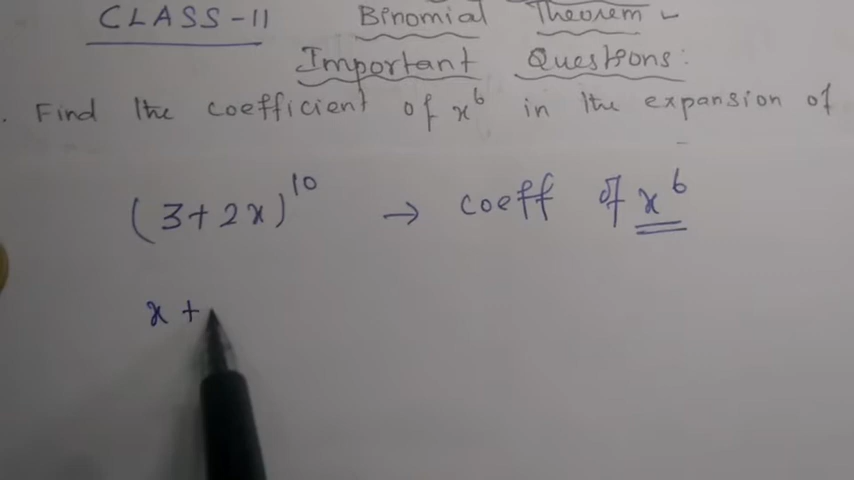 CLASS-11 Binomial Theorem
Important Questions:
. Find the coefficient of x⁶ in the expansion of
(3+2x)¹⁰ → coeff of x⁶
x +